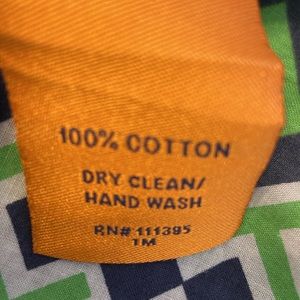 100% COTTON
DRY CLEAN/
HAND WASH
RN# 111395
1M